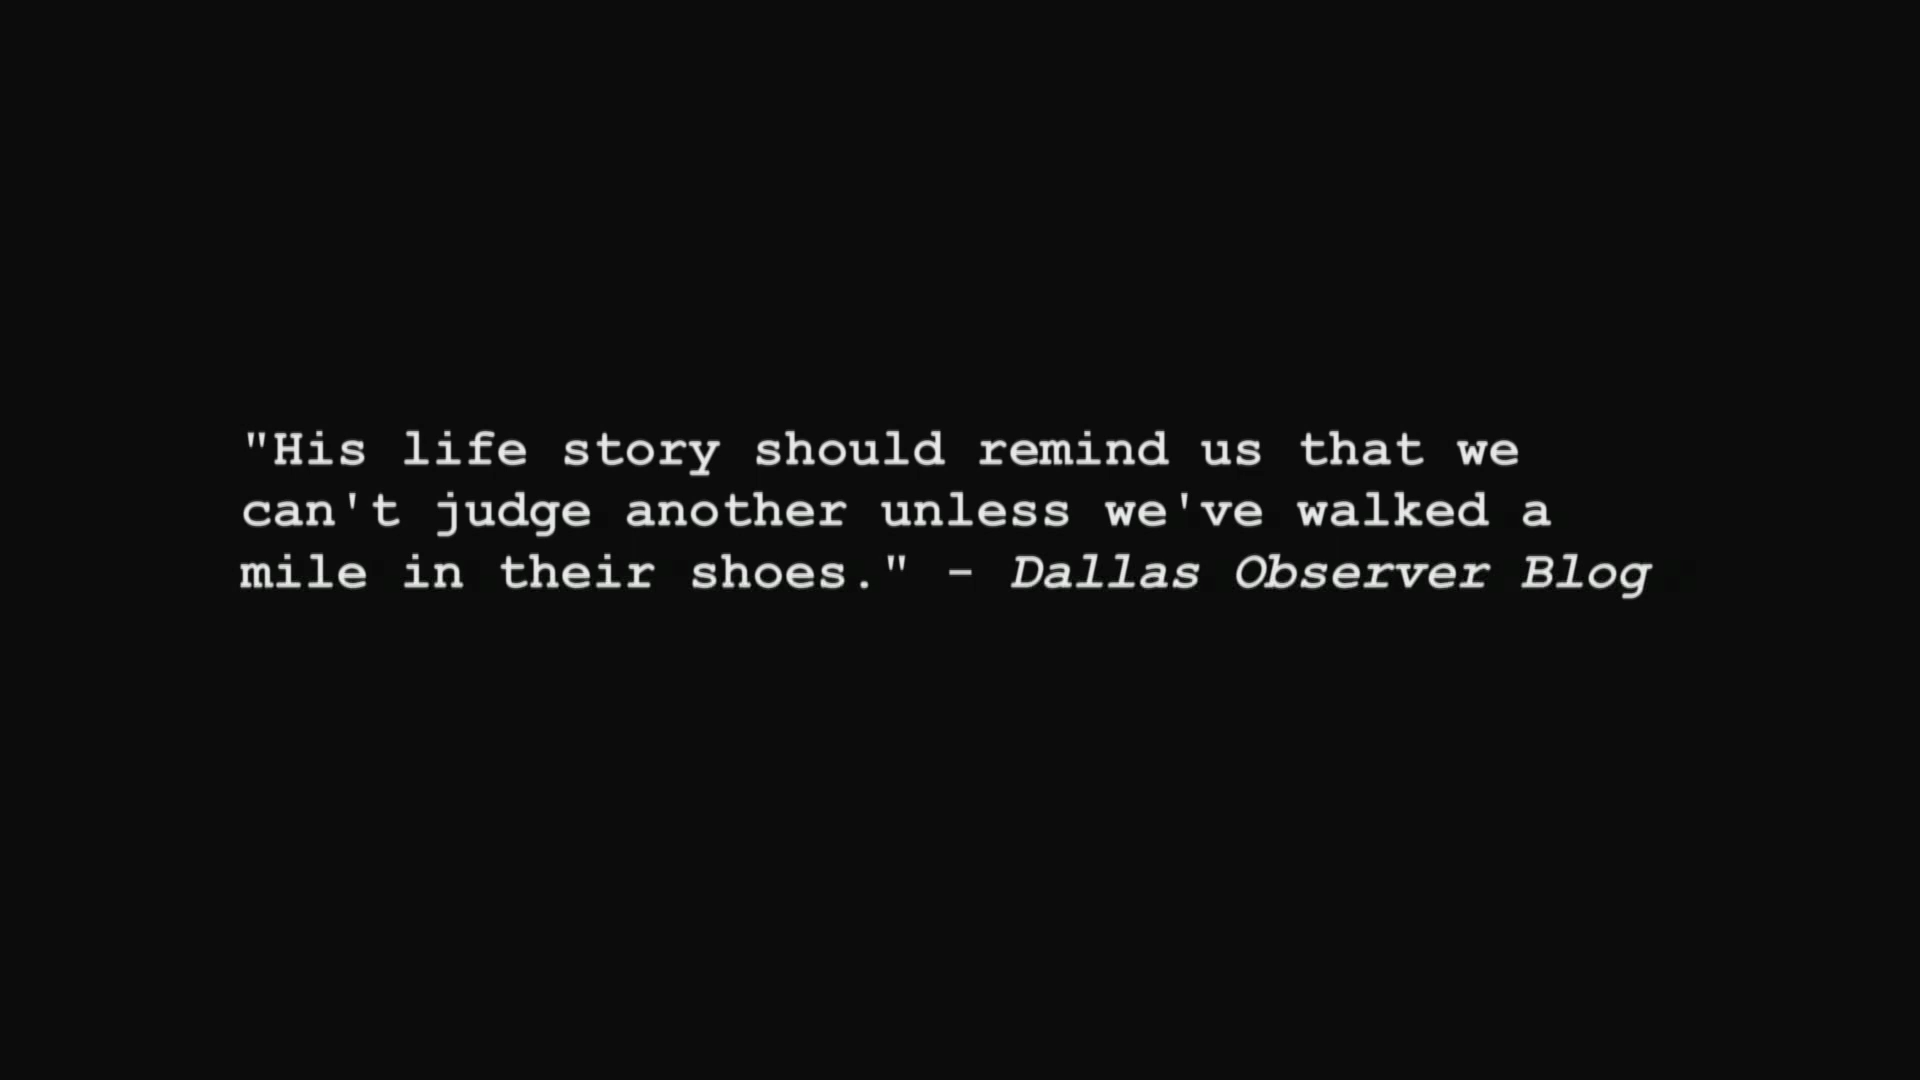 "His life story should remind us that we
can't judge another unless we've walked a
mile in their shoes." - Dallas Observer Blog